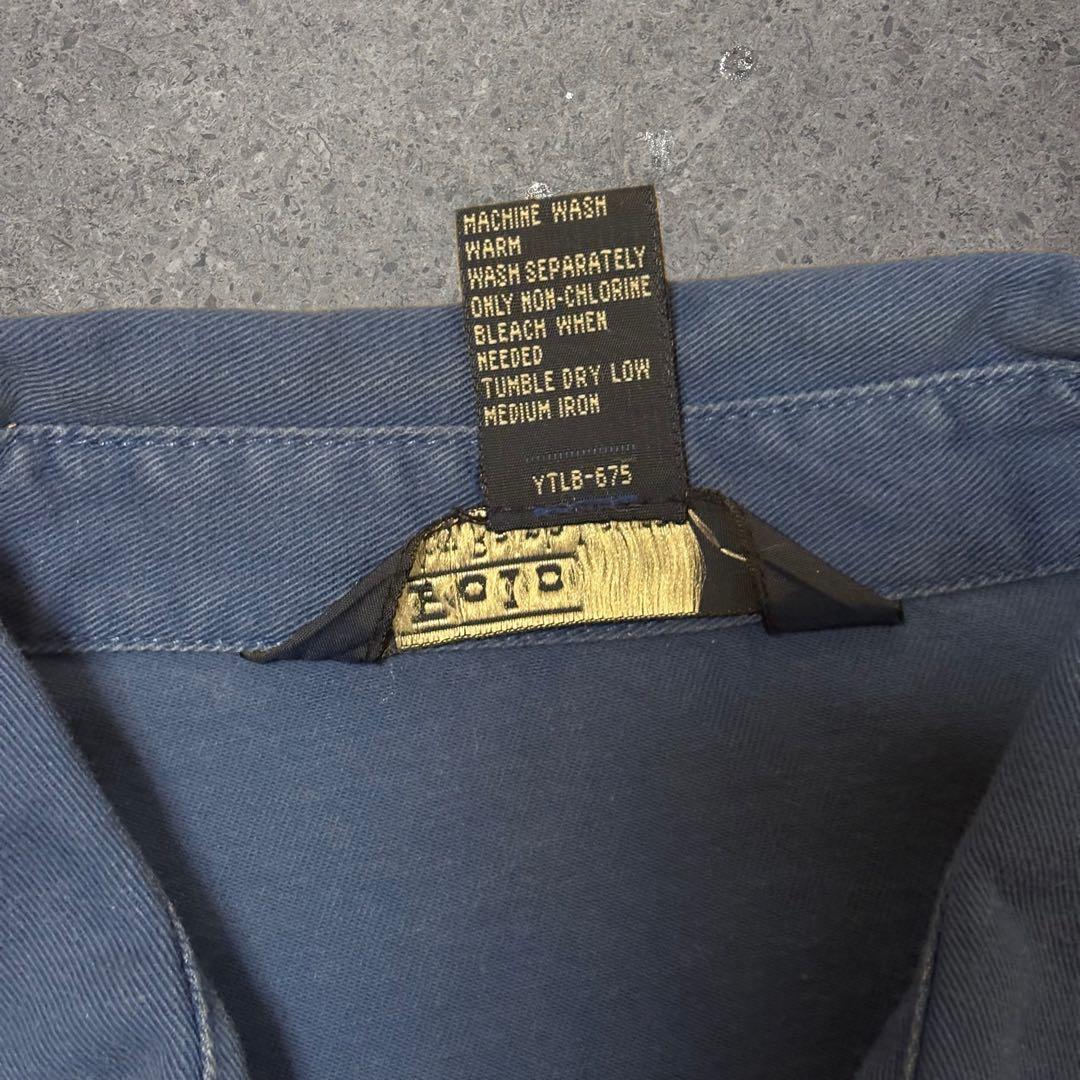 MACHINE WASH
WARM
WASH SEPARATELY
ONLY NON-CHLORINE
BLEACH WHEN
NEEDED
TUMBLE DRY LOW
MEDIUM IRON
YTLB-675